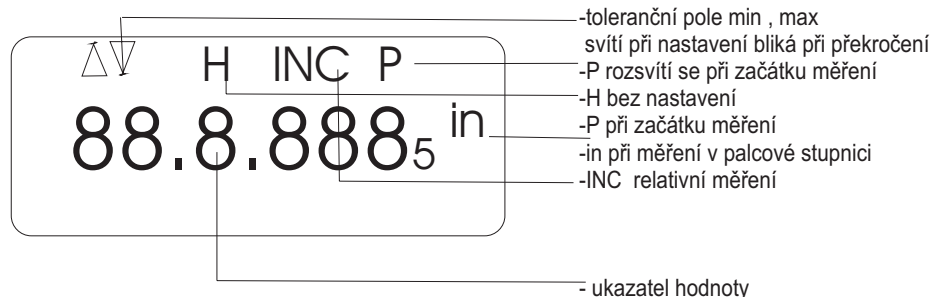 -toleranční pole min , max
svítí při nastavení bliká při překročení
H INC P
-P rozsvítí se při začátku měření
-H bez nastavení
88.8.8885 in
-P při začátku měření
-in při měření v palcové stupnici
-INC relativní měření
- ukazatel hodnoty